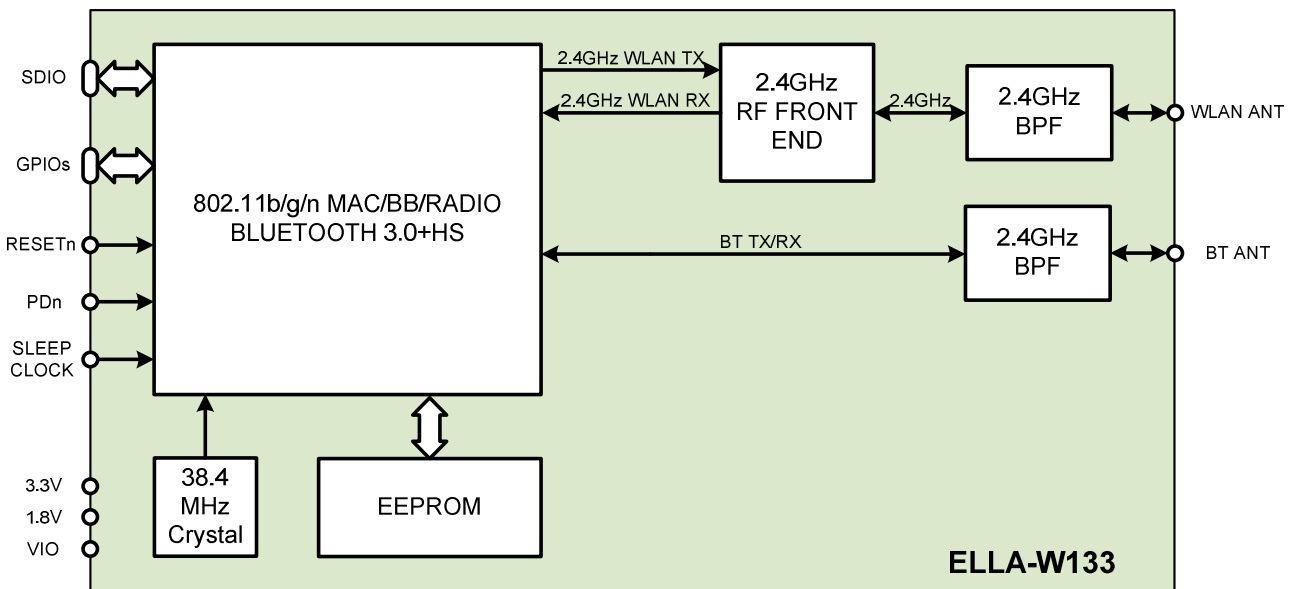 SDIO
GPIOs
RESETn
PDn
SLEEP
CLOCK
3.3V
1.8V
VIO
802.11b/g/n MAC/BB/RADIO
BLUETOOTH 3.0+HS
38.4
MHz
Crystal
EEPROM
2.4GHz WLAN TX
2.4GHz WLAN RX
2.4GHz
RF FRONT
END
2.4GHz
2.4GHz
BPF
WLAN ANT
BT TX/RX
2.4GHz
BPF
BT ANT
ELLA-W133